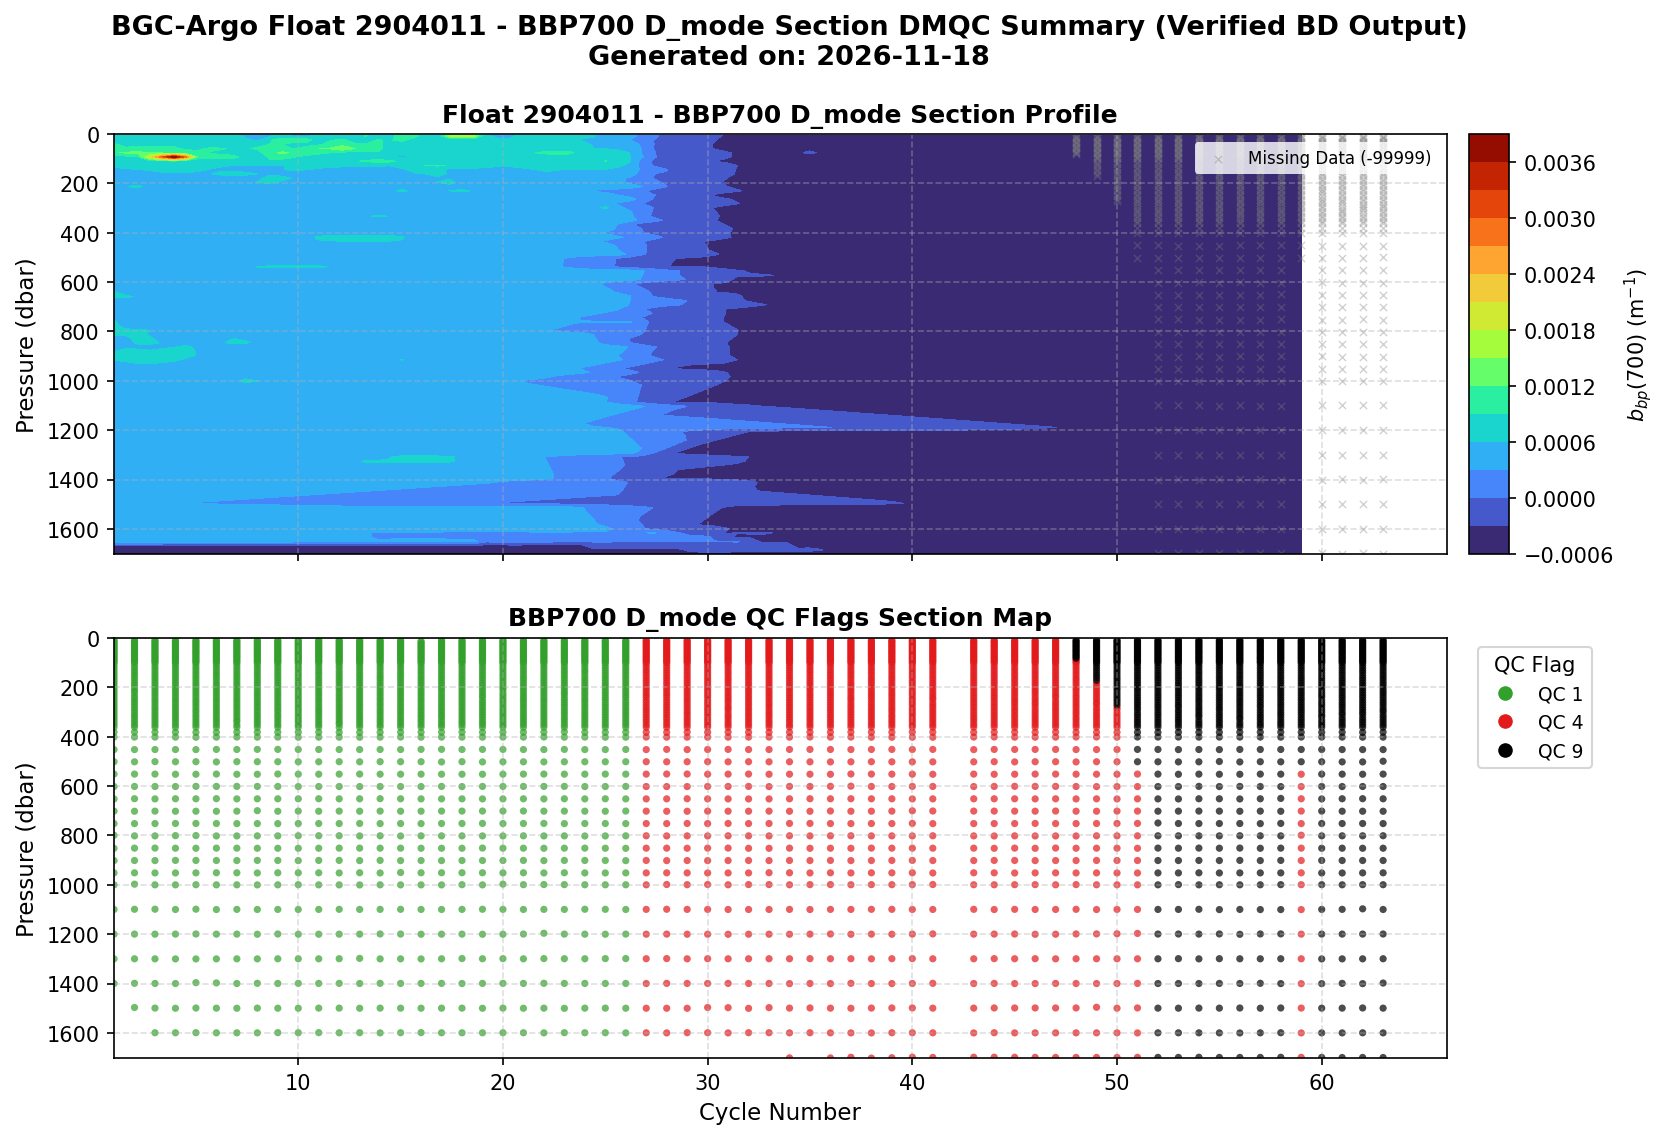 BGC-Argo Float 2904011 - BBP700 D_mode Section DMQC Summary (Verified BD Output)
Generated on: 2026-11-18
Float 2904011 - BBP700 D_mode Section Profile
Pressure (dbar)
0
200
400
600
800
1000
1200
1400
1600
Missing Data (-99999)
0.0036
0.0030
0.0024
0.0018
0.0012
0.0006
0.0000
−0.0006
b_bp(700) (m⁻¹)
BBP700 D_mode QC Flags Section Map
Pressure (dbar)
0
200
400
600
800
1000
1200
1400
1600
10
20
30
40
50
60
Cycle Number
QC Flag
QC 1
QC 4
QC 9